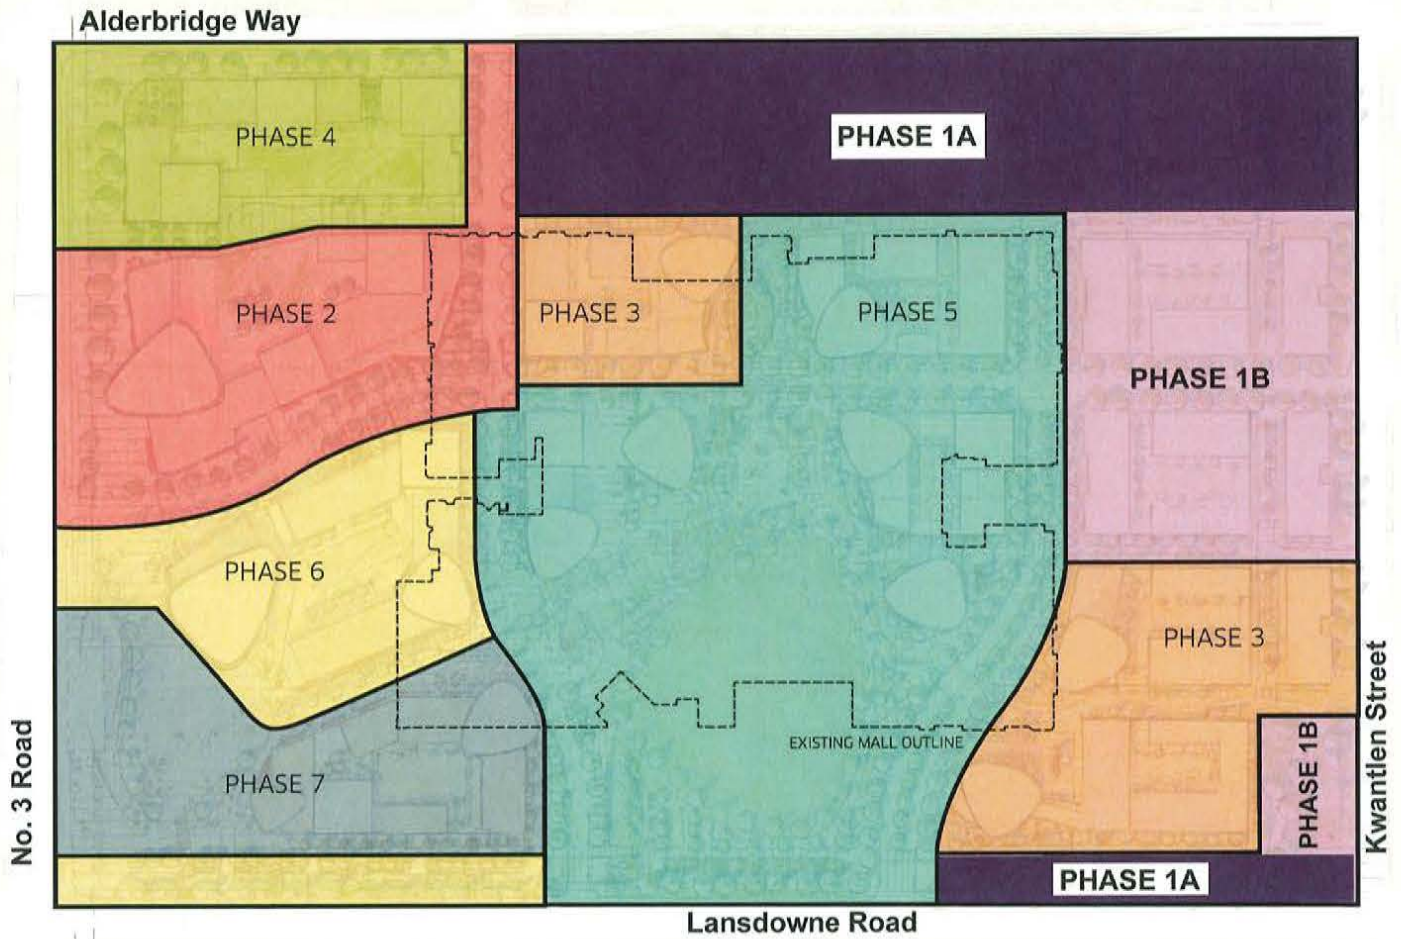 Alderbridge Way
PHASE 4
PHASE 1A
PHASE 2
PHASE 3
PHASE 5
PHASE 1B
PHASE 6
PHASE 3
EXISTING MALL OUTLINE
PHASE 7
PHASE 1B
No. 3 Road
Kwantlen Street
PHASE 1A
Lansdowne Road